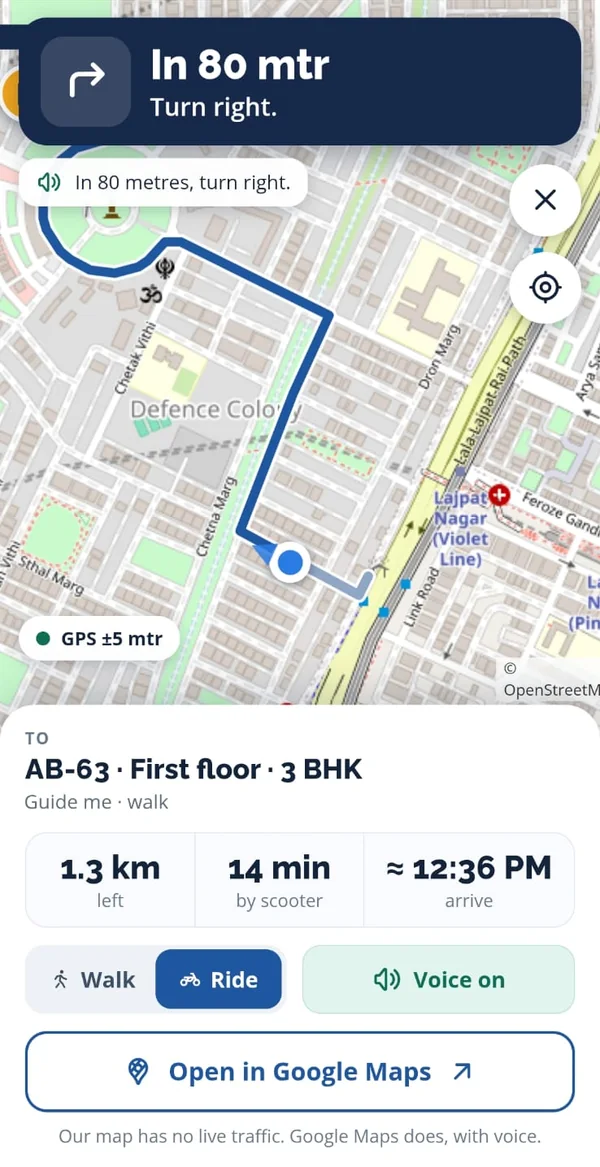 In 80 mtr
Turn right.
In 80 metres, turn right.
ॐ
Chetak Vithi
Dron Marg
Lala-Lajpat-Rai-Path
Arya Sa
Defence Colony
Chetna Marg
Lajpat
Nagar
(Violet
Line)
Feroze Gandi
Vithi
Sthal Marg
Link Road
La
N
(Pin
GPS ±5 mtr
©
OpenStreetM
TO
AB-63 · First floor · 3 BHK
Guide me · walk
1.3 km
left
14 min
by scooter
≈ 12:36 PM
arrive
Walk
Ride
Voice on
Open in Google Maps
Our map has no live traffic. Google Maps does, with voice.